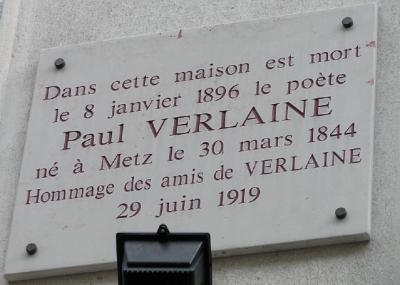 Dans cette maison est mort
le 8 janvier 1896 le poète
Paul VERLAINE
né à Metz le 30 mars 1844
Hommage des amis de VERLAINE
29 juin 1919